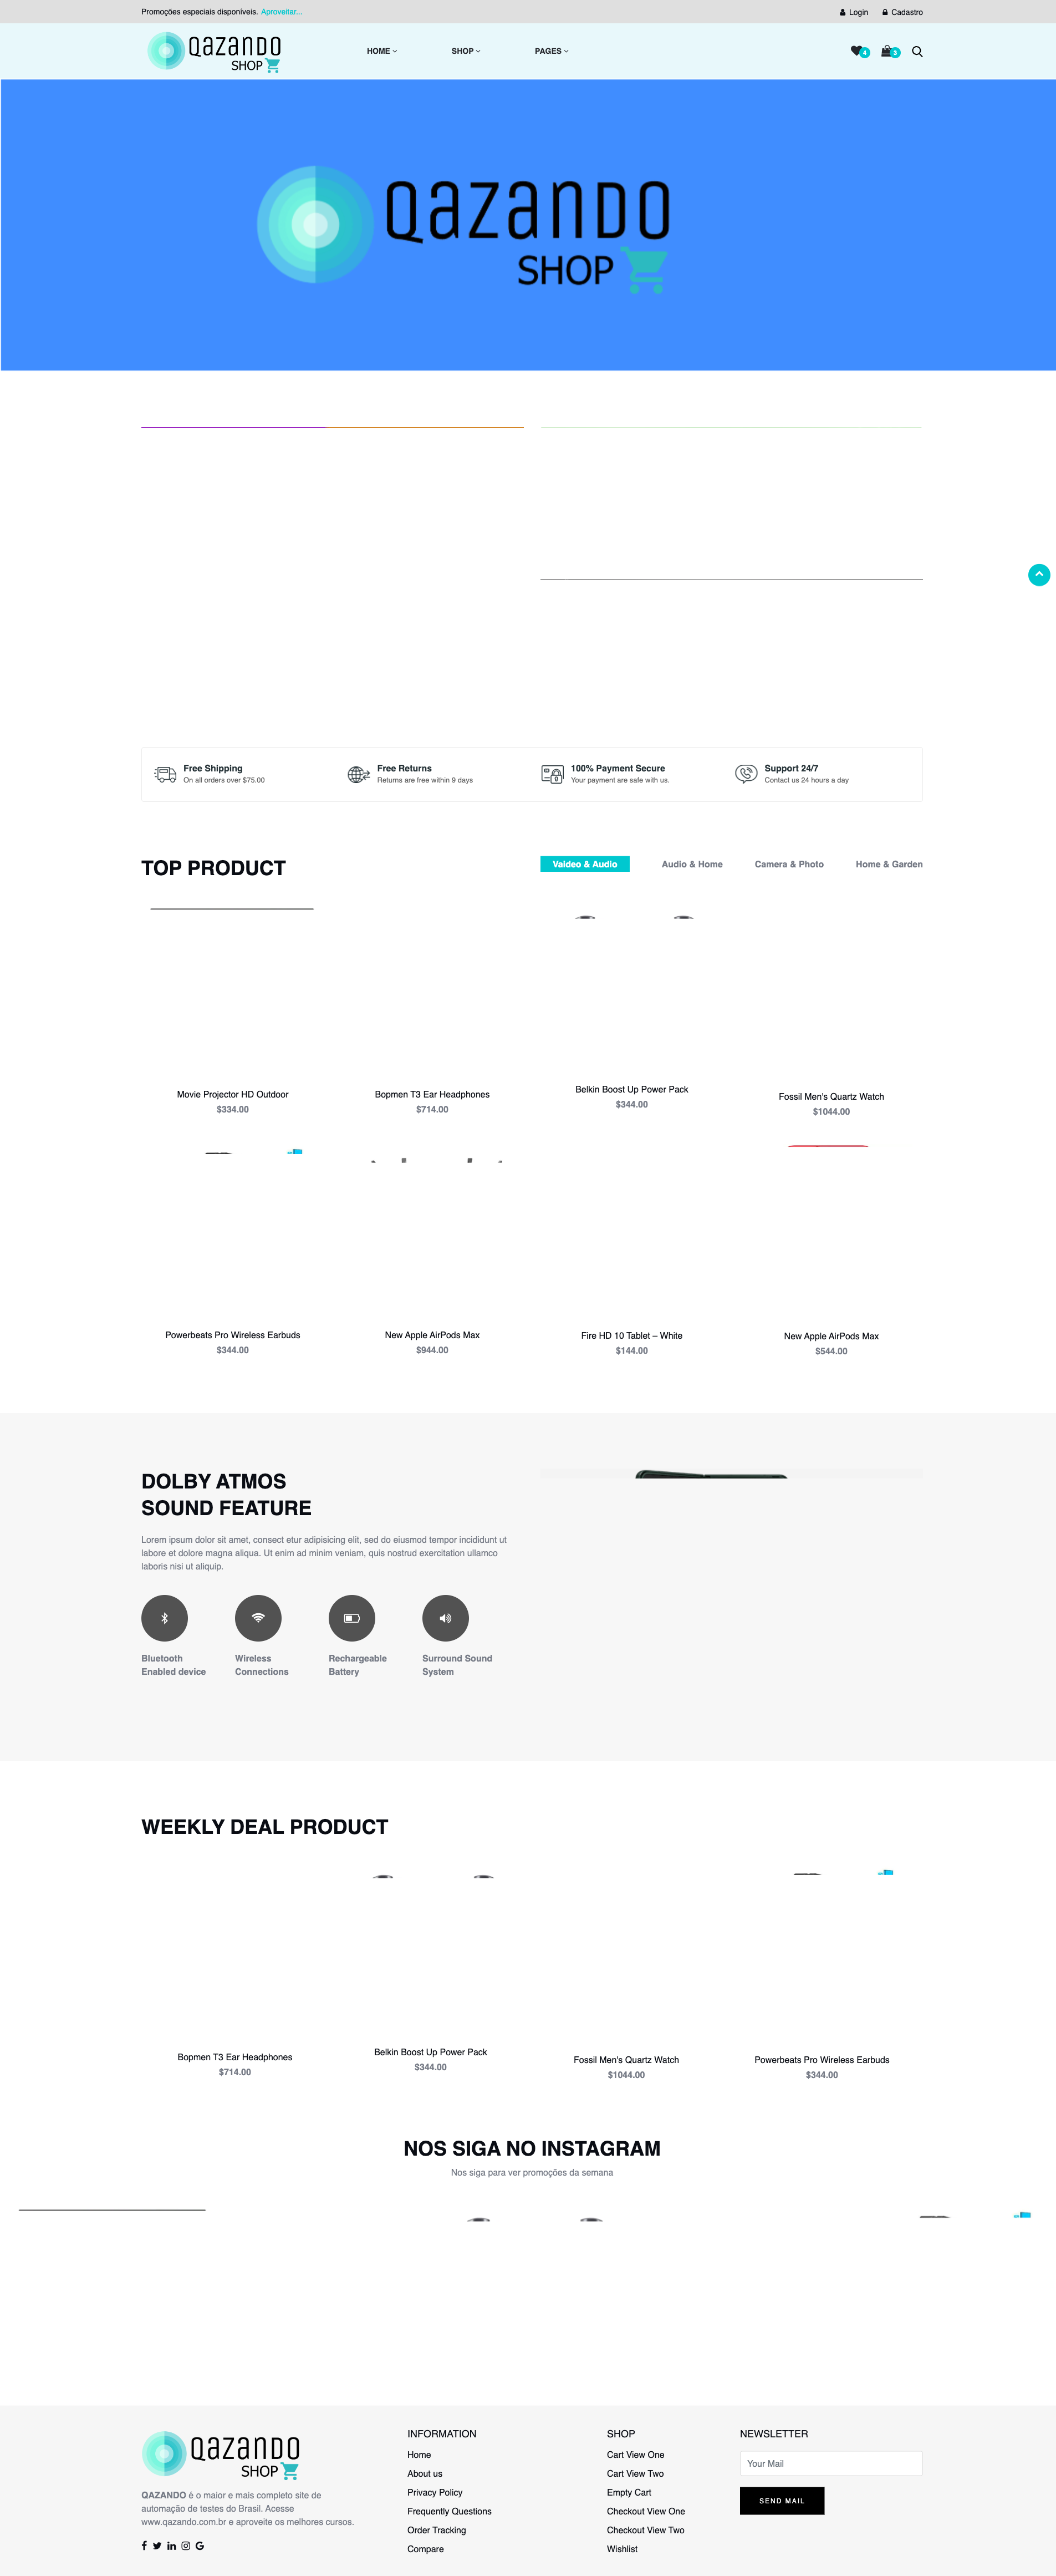 Promoções especiais disponíveis. Aproveitar...
Login Cadastro
QAZANDO
SHOP
HOME SHOP PAGES
4 3
QAZANDO
SHOP
Free Shipping
On all orders over $75.00
Free Returns
Returns are free within 9 days
100% Payment Secure
Your payment are safe with us.
Support 24/7
Contact us 24 hours a day
TOP PRODUCT
Vaideo & Audio Audio & Home Camera & Photo Home & Garden
Movie Projector HD Outdoor
$334.00
Bopmen T3 Ear Headphones
$714.00
Belkin Boost Up Power Pack
$344.00
Fossil Men's Quartz Watch
$1044.00
Powerbeats Pro Wireless Earbuds
$344.00
New Apple AirPods Max
$944.00
Fire HD 10 Tablet – White
$144.00
New Apple AirPods Max
$544.00
DOLBY ATMOS
SOUND FEATURE
Lorem ipsum dolor sit amet, consect etur adipisicing elit, sed do eiusmod tempor incididunt ut
labore et dolore magna aliqua. Ut enim ad minim veniam, quis nostrud exercitation ullamco
laboris nisi ut aliquip.
Bluetooth
Enabled device
Wireless
Connections
Rechargeable
Battery
Surround Sound
System
WEEKLY DEAL PRODUCT
Bopmen T3 Ear Headphones
$714.00
Belkin Boost Up Power Pack
$344.00
Fossil Men's Quartz Watch
$1044.00
Powerbeats Pro Wireless Earbuds
$344.00
NOS SIGA NO INSTAGRAM
Nos siga para ver promoções da semana
QAZANDO
SHOP
QAZANDO é o maior e mais completo site de
automação de testes do Brasil. Acesse
www.qazando.com.br e aproveite os melhores cursos.
INFORMATION
Home
About us
Privacy Policy
Frequently Questions
Order Tracking
Compare
SHOP
Cart View One
Cart View Two
Empty Cart
Checkout View One
Checkout View Two
Wishlist
NEWSLETTER
Your Mail
SEND MAIL